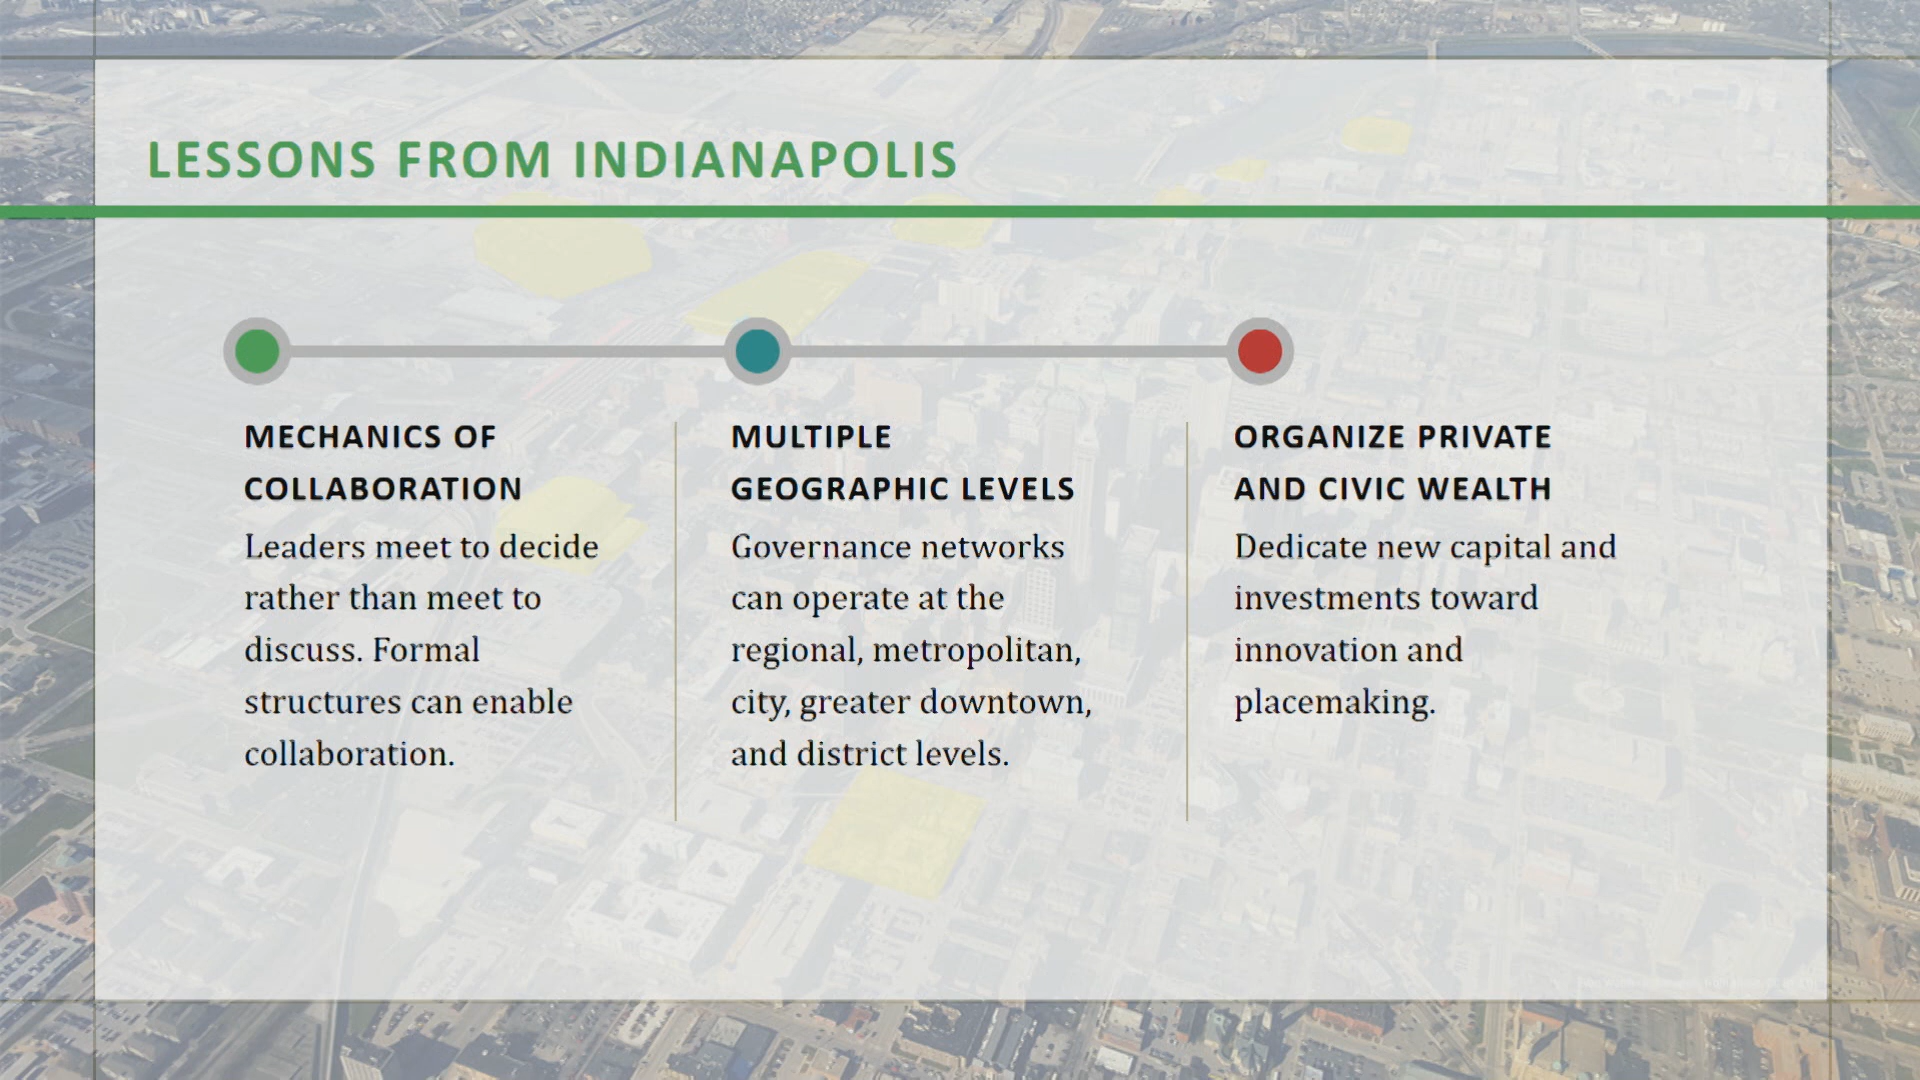 LESSONS FROM INDIANAPOLIS
MECHANICS OF
COLLABORATION
Leaders meet to decide
rather than meet to
discuss. Formal
structures can enable
collaboration.
MULTIPLE
GEOGRAPHIC LEVELS
Governance networks
can operate at the
regional, metropolitan,
city, greater downtown,
and district levels.
ORGANIZE PRIVATE
AND CIVIC WEALTH
Dedicate new capital and
investments toward
innovation and
placemaking.